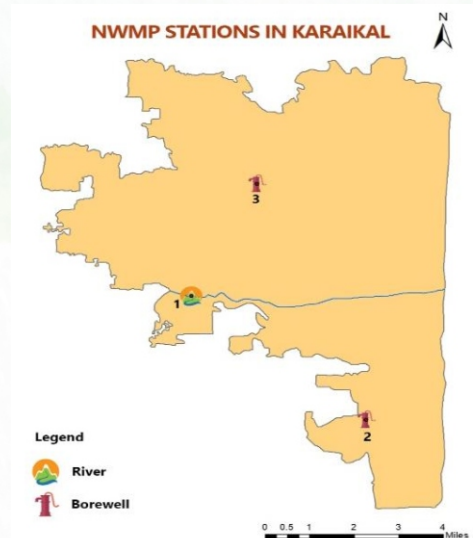 NWMP STATIONS IN KARAIKAL
N
3
1
2
Legend
River
Borewell
0 0.5 1 2 3 4
Miles